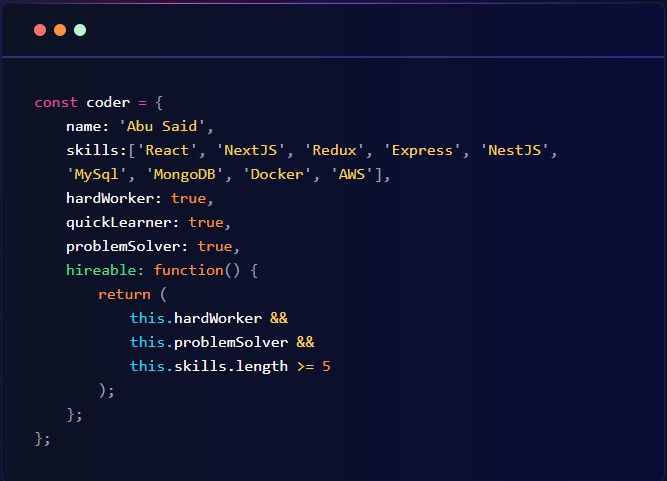 const coder = {
name: 'Abu Said',
skills:['React', 'NextJS', 'Redux', 'Express', 'NestJS',
'MySql', 'MongoDB', 'Docker', 'AWS'],
hardWorker: true,
quickLearner: true,
problemSolver: true,
hireable: function() {
return (
this.hardWorker &&
this.problemSolver &&
this.skills.length >= 5
);
};
};